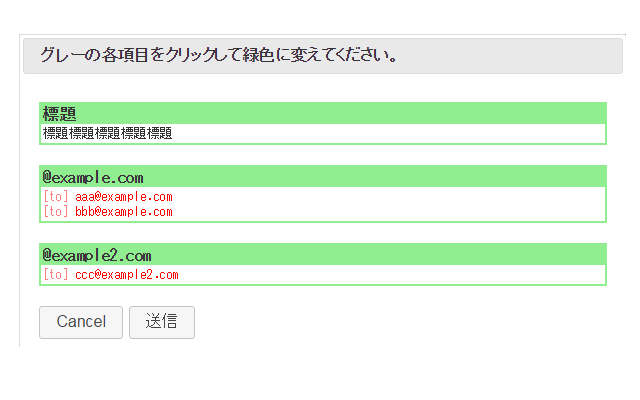 グレーの各項目をクリックして緑色に変えてください。
標題
標題標題標題標題標題
@example.com
[to] aaa@example.com
[to] bbb@example.com
@example2.com
[to] ccc@example2.com
Cancel 送信